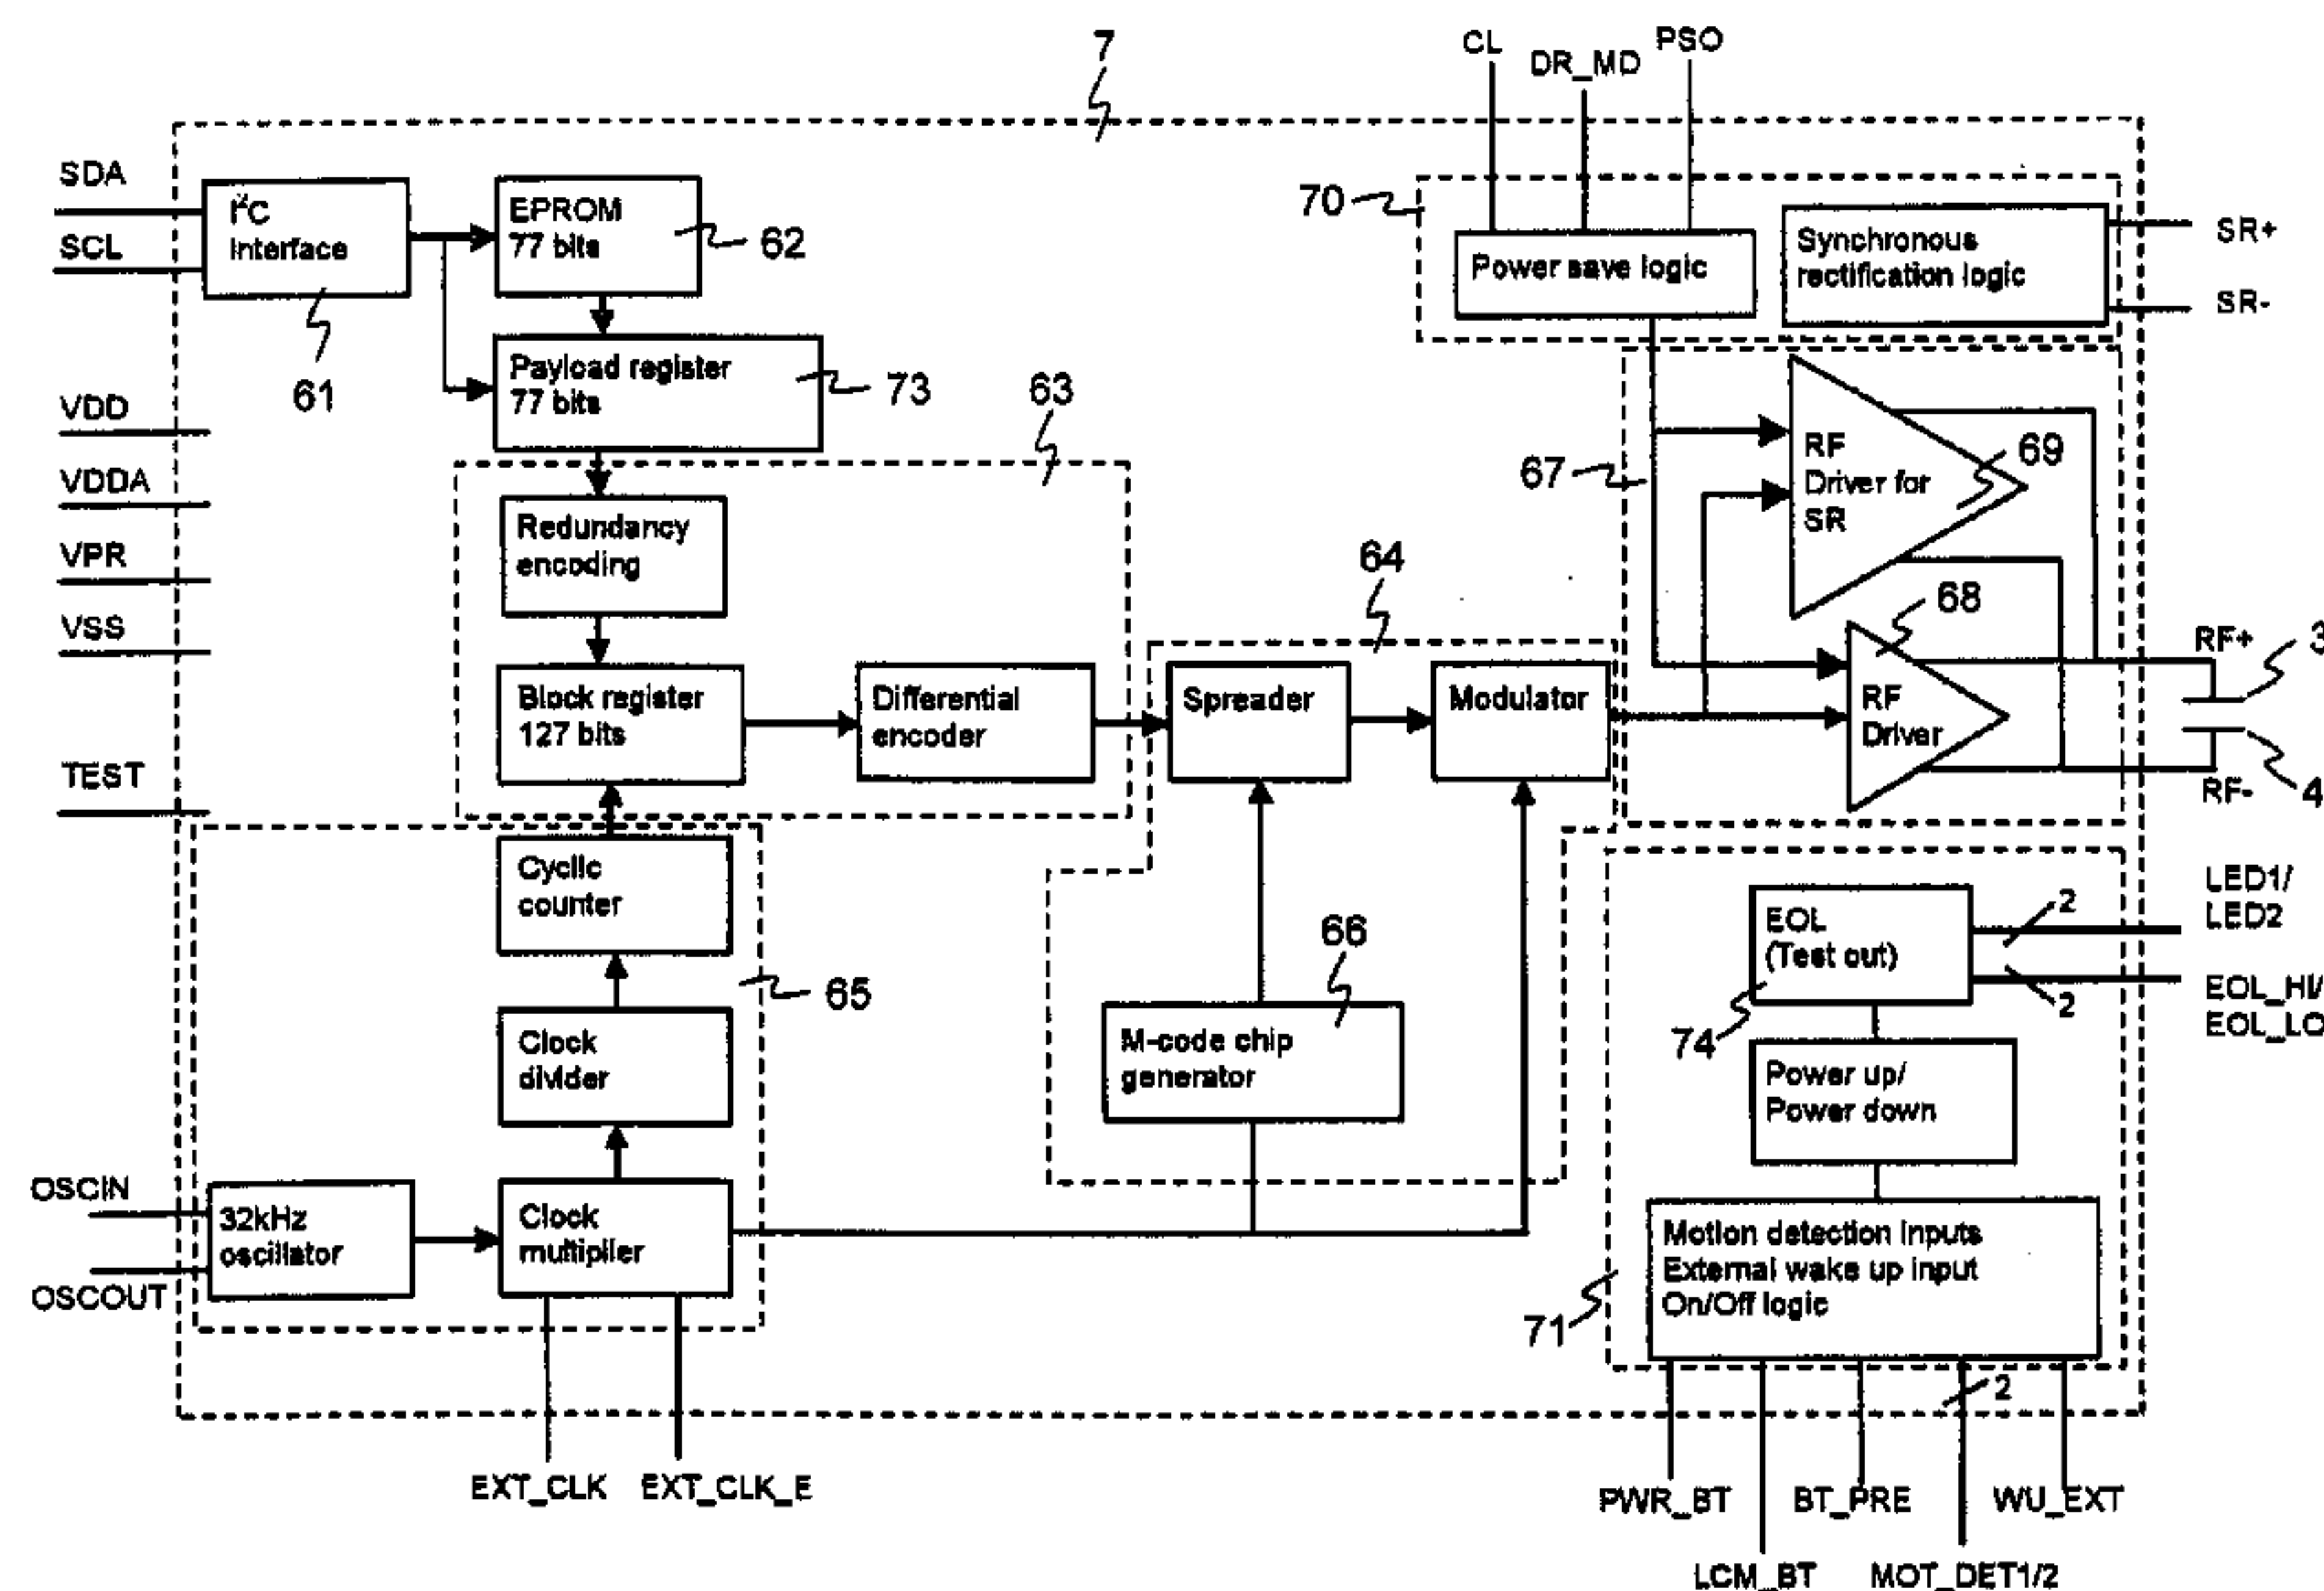 7
CL
DR_MD
PSO
SDA
SCL
I²C
Interface
61
EPROM
77 bits
62
Payload register
77 bits
73
70
Power save logic
Synchronous
rectification logic
SR+
SR-
VDD
VDDA
VPR
VSS
TEST
63
Redundancy
encoding
Block register
127 bits
Differential
encoder
64
Spreader
Modulator
67
RF
Driver for
SR
69
68
RF
Driver
RF+
3
RF-
4
Cyclic
counter
65
Clock
divider
66
M-code chip
generator
OSCIN
OSCOUT
32kHz
oscillator
Clock
multiplier
EXT_CLK
EXT_CLK_E
EOL
(Test out)
2
2
LED1/
LED2
EOL_HI/
EOL_LO
74
Power up/
Power down
Motion detection inputs
External wake up input
On/Off logic
71
2
PWR_BT
BT_PRE
WU_EXT
LCM_BT
MOT_DET1/2